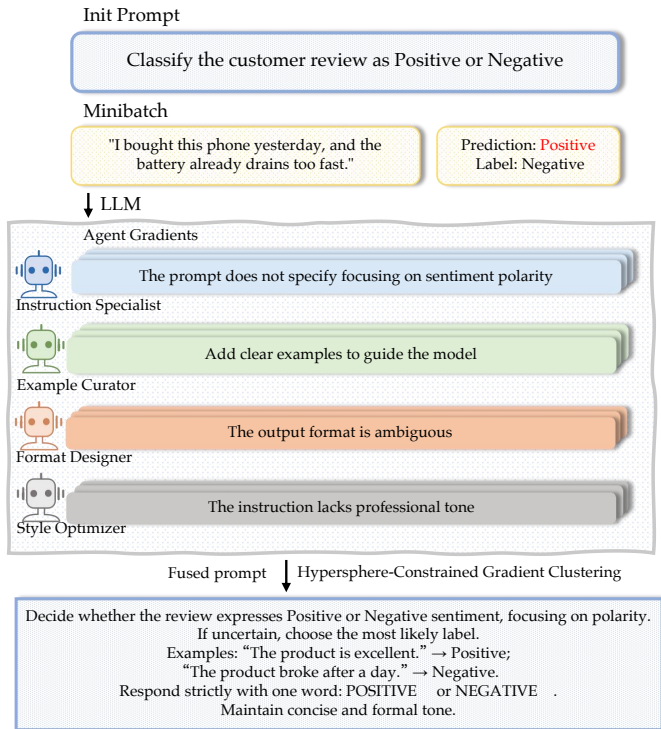 Init Prompt
Classify the customer review as Positive or Negative
Minibatch
"I bought this phone yesterday, and the
battery already drains too fast."
Prediction: Positive
Label: Negative
LLM
Agent Gradients
The prompt does not specify focusing on sentiment polarity
Instruction Specialist
Add clear examples to guide the model
Example Curator
The output format is ambiguous
Format Designer
The instruction lacks professional tone
Style Optimizer
Fused prompt
Hypersphere-Constrained Gradient Clustering
Decide whether the review expresses Positive or Negative sentiment, focusing on polarity.
If uncertain, choose the most likely label.
Examples: “The product is excellent.” → Positive;
“The product broke after a day.” → Negative.
Respond strictly with one word: POSITIVE or NEGATIVE .
Maintain concise and formal tone.